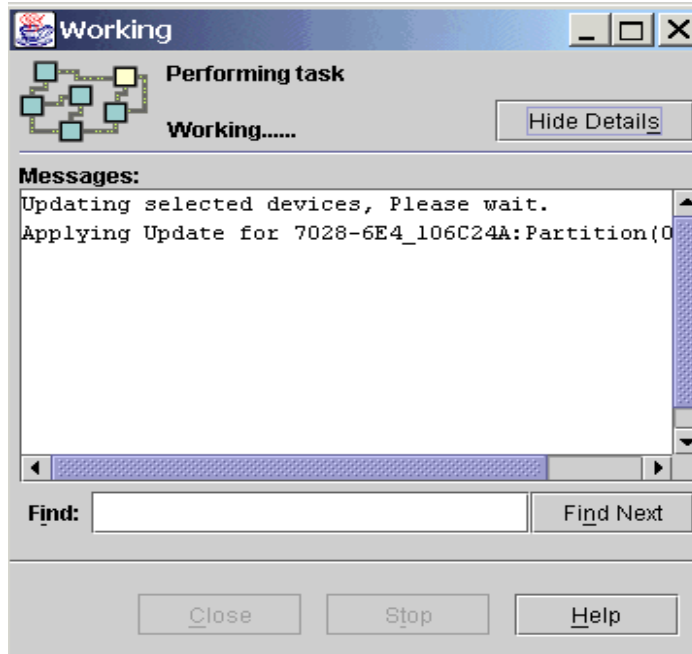 Working
Performing task
Working......
Hide Details
Messages:
Updating selected devices, Please wait.
Applying Update for 7028-6E4_106C24A:Partition(0
Find:
Find Next
Close
Stop
Help